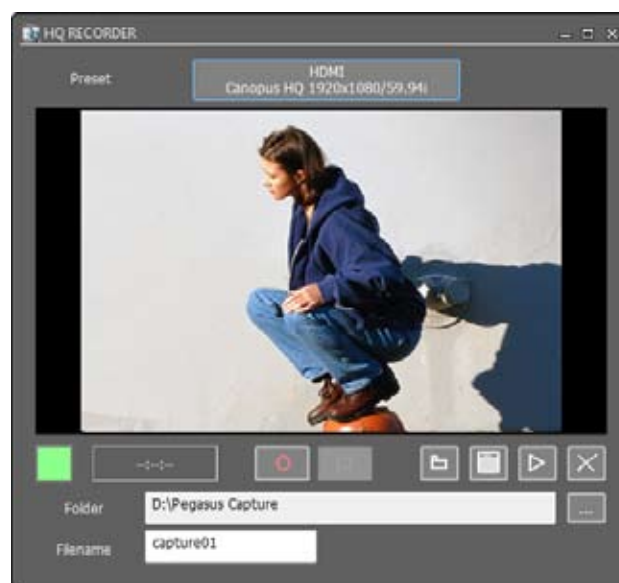 HQ RECORDER
Preset
HDMI
Canopus HQ 1920x1080/59.94i
--:--:--
Folder
D:\Pegasus Capture
...
Filename
capture01